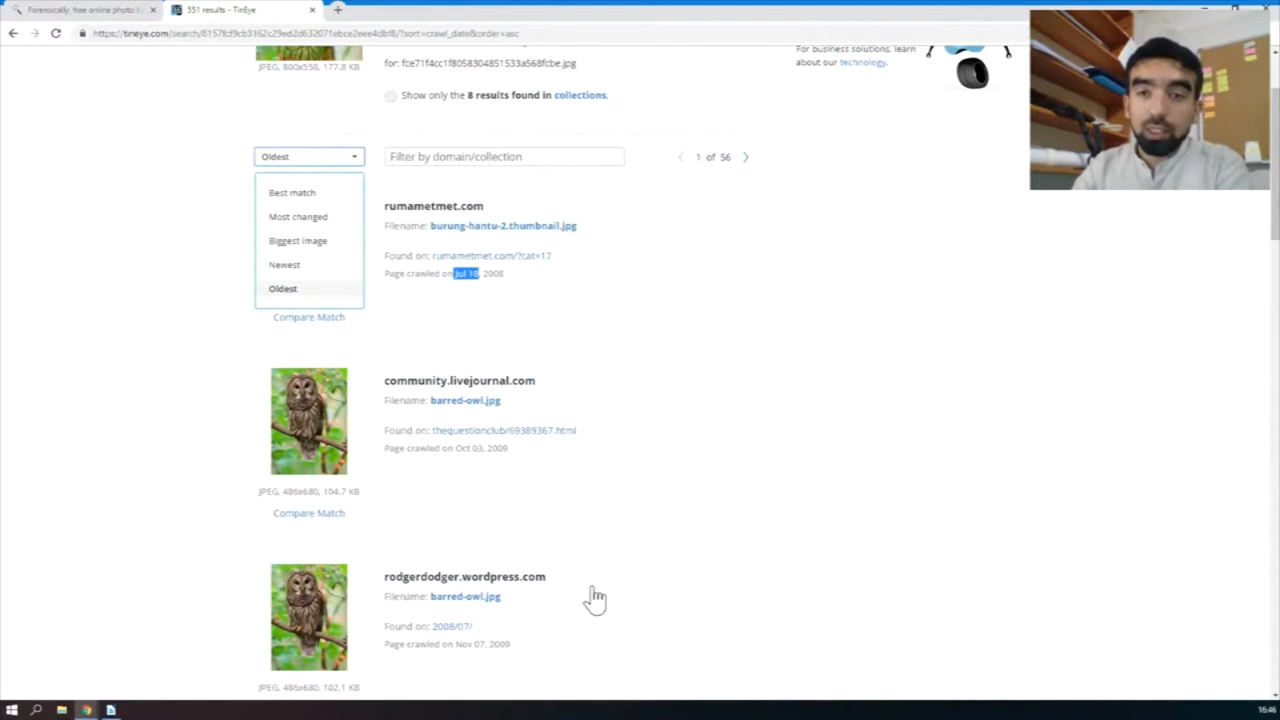 Forensically, free online photo
551 results - TinEye
https://tineye.com/search/6157fcf9cb3162c29ed2d632071ebce2eee4dbf8/?sort=crawl_date&order=asc
JPEG, 800x558, 177.8 KB
for: fce71f4cc1f8058304851533a568fcbe.jpg
For business solutions, learn
about our technology.
Show only the 8 results found in collections.
Oldest
Filter by domain/collection
1 of 56
Best match
Most changed
Biggest image
Newest
Oldest
rumametmet.com
Filename: burung-hantu-2.thumbnail.jpg
Found on: rumametmet.com/?cat=17
Page crawled on Jul 16, 2008
Compare Match
community.livejournal.com
Filename: barred-owl.jpg
Found on: thequestionclub/69389367.html
Page crawled on Oct 03, 2009
JPEG, 486x680, 104.7 KB
Compare Match
rodgerdodger.wordpress.com
Filename: barred-owl.jpg
Found on: 2008/07/
Page crawled on Nov 07, 2009
JPEG, 486x680, 102.1 KB
16:46